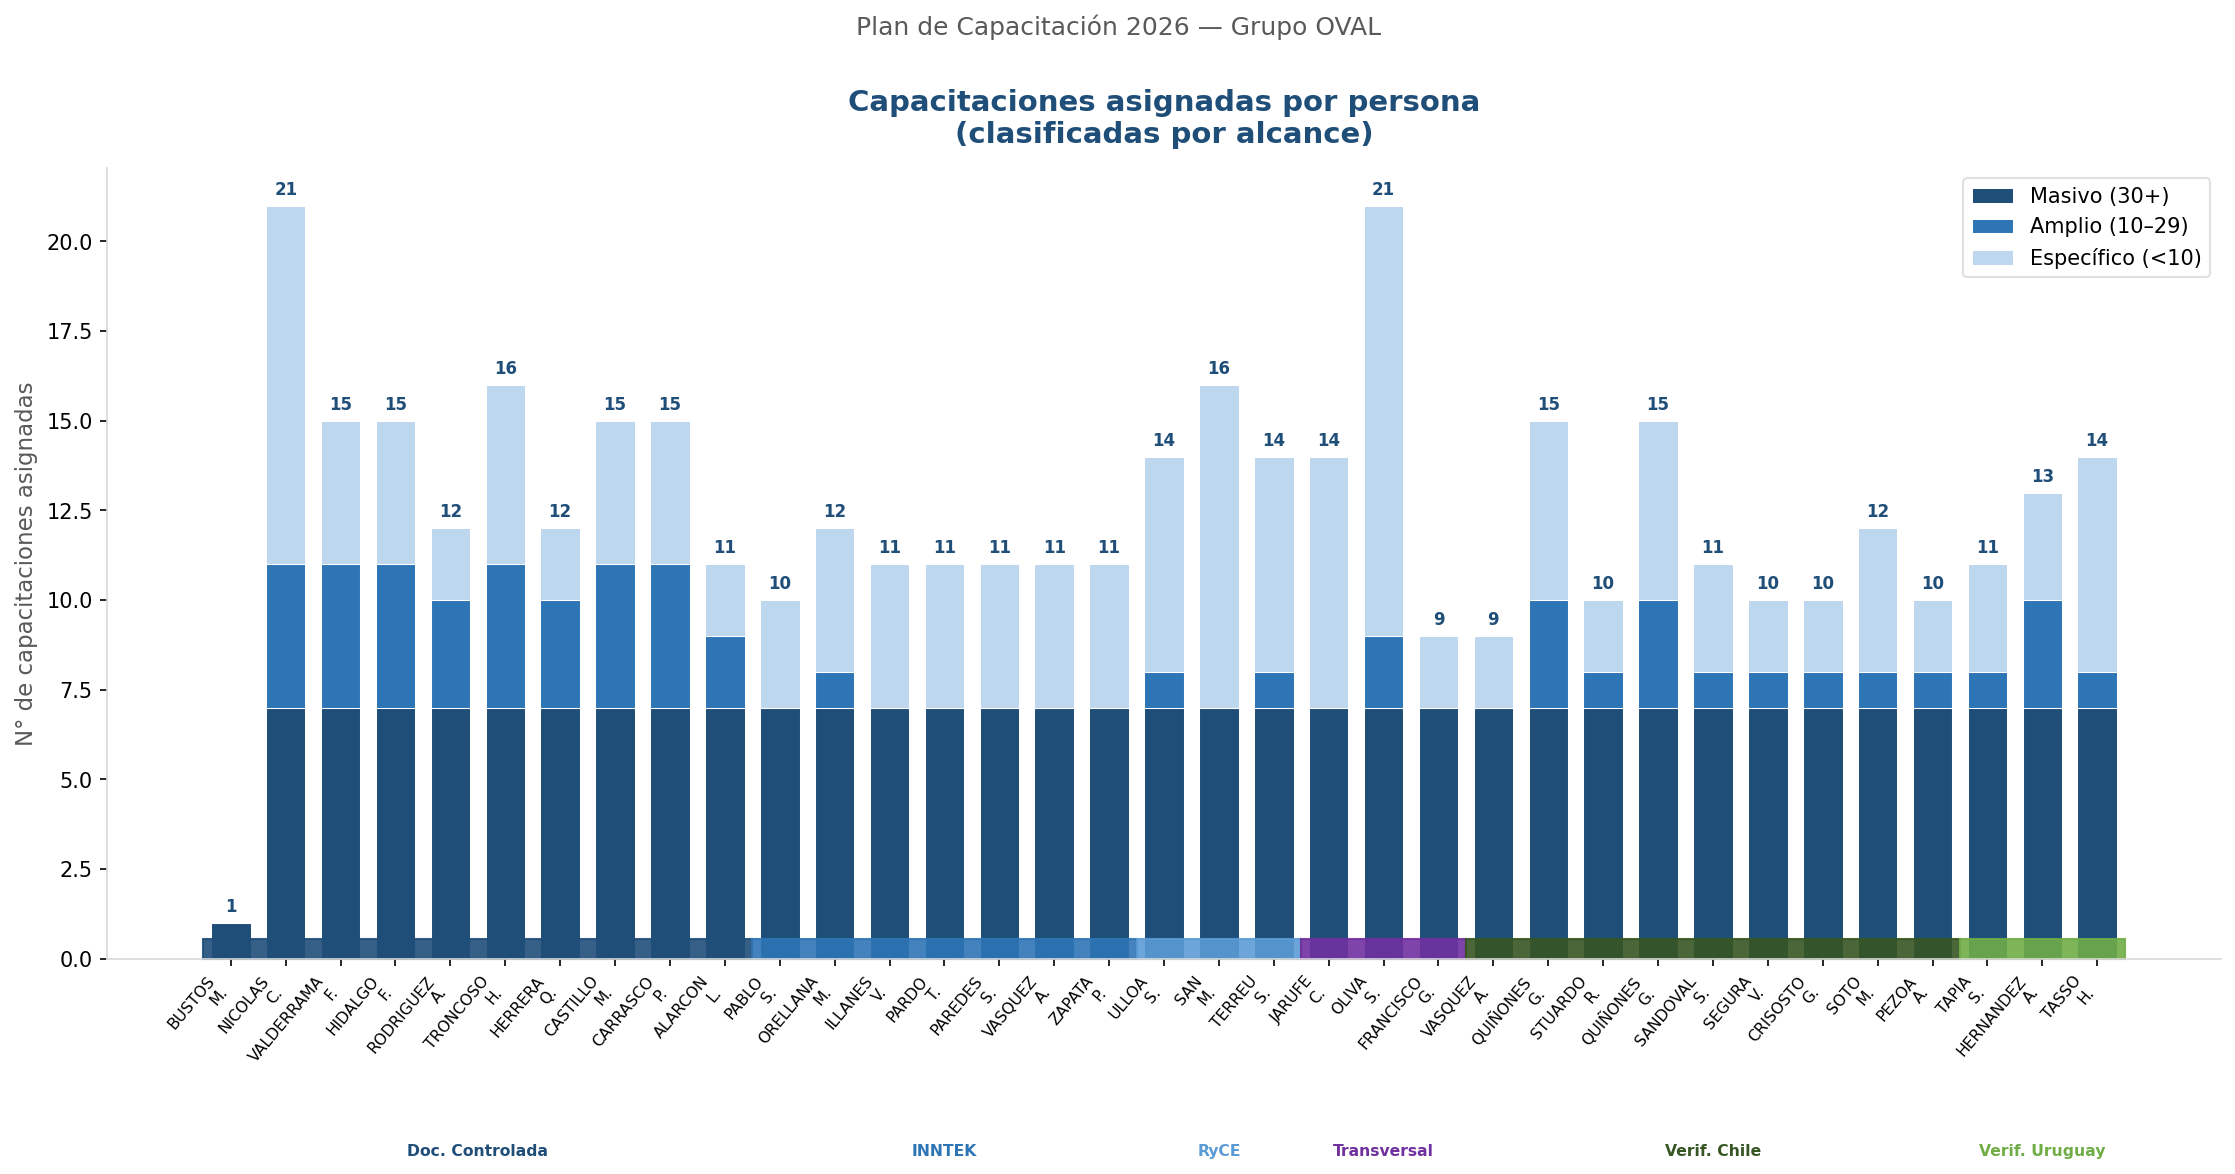 Plan de Capacitación 2026 — Grupo OVAL
Capacitaciones asignadas por persona
(clasificadas por alcance)
N° de capacitaciones asignadas
20.0
17.5
15.0
12.5
10.0
7.5
5.0
2.5
0.0
Masivo (30+)
Amplio (10–29)
Específico (<10)
1
21
15
15
12
16
12
15
15
11
10
12
11
11
11
11
11
14
16
14
14
21
9
9
15
10
15
11
10
10
12
10
11
13
14
BUSTOS
M.
NICOLAS
C.
VALDERRAMA
F.
HIDALGO
F.
RODRIGUEZ
A.
TRONCOSO
H.
HERRERA
Q.
CASTILLO
M.
CARRASCO
P.
ALARCON
L.
PABLO
S.
ORELLANA
M.
ILLANES
V.
PARDO
T.
PAREDES
S.
VASQUEZ
A.
ZAPATA
P.
ULLOA
S.
SAN
M.
TERREU
S.
JARUFE
C.
OLIVA
S.
FRANCISCO
G.
VASQUEZ
A.
QUIÑONES
G.
STUARDO
R.
QUIÑONES
G.
SANDOVAL
S.
SEGURA
V.
CRISOSTO
G.
SOTO
M.
PEZOA
A.
TAPIA
S.
HERNANDEZ
A.
TASSO
H.
Doc. Controlada
INNTEK
RyCE
Transversal
Verif. Chile
Verif. Uruguay